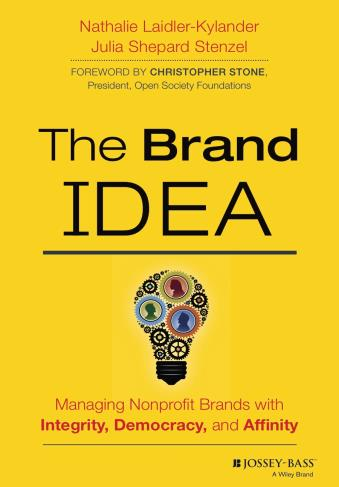 Nathalie Laidler-Kylander
Julia Shepard Stenzel
FOREWORD BY CHRISTOPHER STONE,
President, Open Society Foundations
The Brand
IDEA
Managing Nonprofit Brands with
Integrity, Democracy, and Affinity
JOSSEY-BASS™
A Wiley Brand